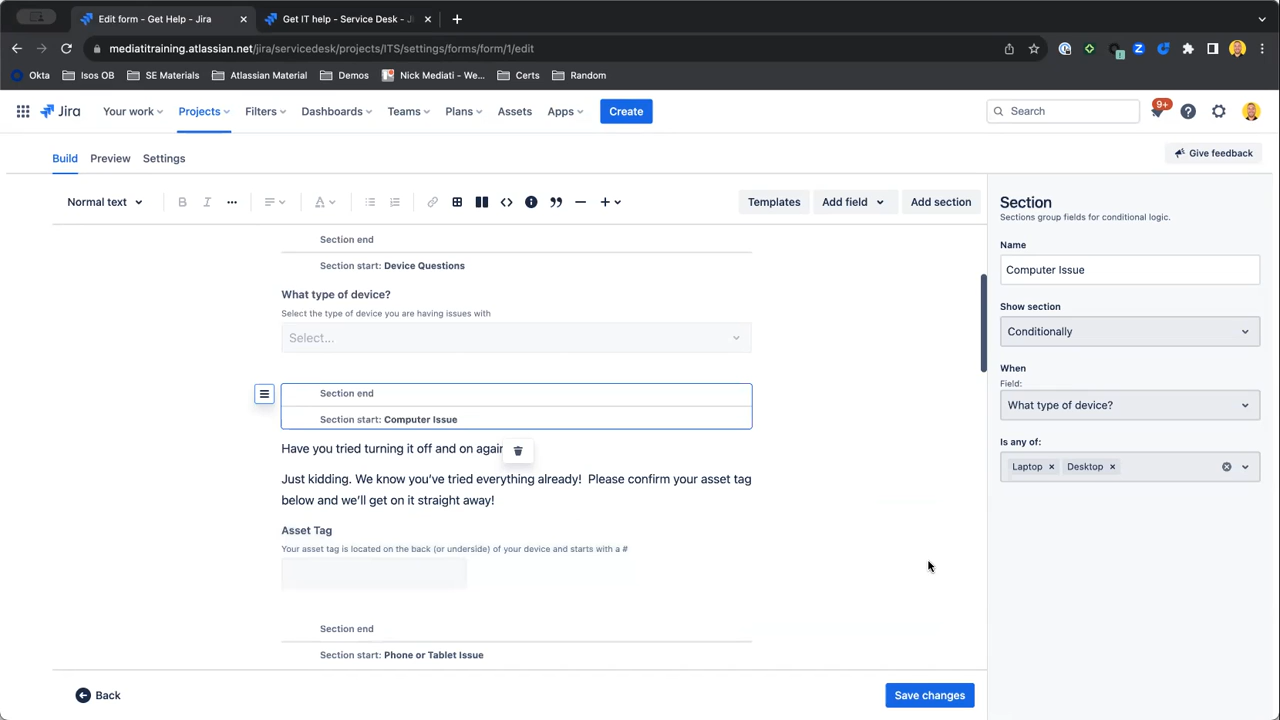 Edit form - Get Help - Jira
Get IT help - Service Desk - J
mediatitraining.atlassian.net/jira/servicedesk/projects/ITS/settings/forms/form/1/edit
Okta
Isos OB
SE Materials
Atlassian Material
Demos
Nick Mediati - We...
Certs
Random
Jira
Your work
Projects
Filters
Dashboards
Teams
Plans
Assets
Apps
Create
Search
9+
Build
Preview
Settings
Give feedback
Normal text
B
I
A
Templates
Add field
Add section
Section end
Section start: Device Questions
What type of device?
Select the type of device you are having issues with
Select...
Section end
Section start: Computer Issue
Have you tried turning it off and on again
Just kidding. We know you've tried everything already! Please confirm your asset tag
below and we'll get on it straight away!
Asset Tag
Your asset tag is located on the back (or underside) of your device and starts with a #
Section end
Section start: Phone or Tablet Issue
Back
Save changes
Section
Sections group fields for conditional logic.
Name
Computer Issue
Show section
Conditionally
When
Field:
What type of device?
Is any of:
Laptop
Desktop